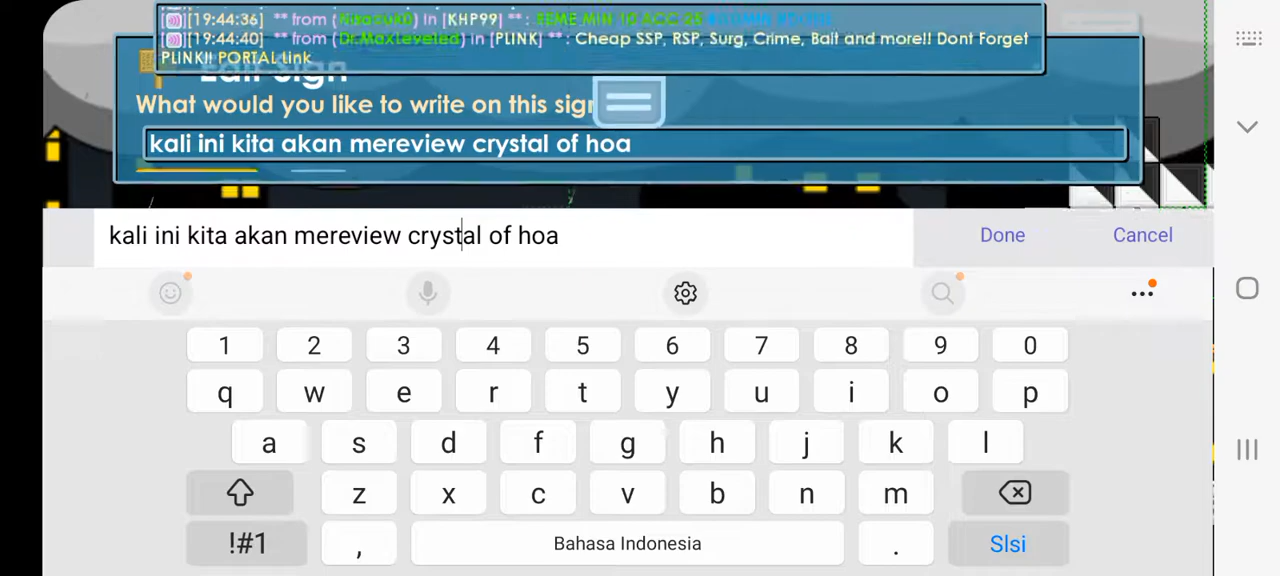 [19:44:36] ** from (NikoSuko) in [KHP99] ** :
[19:44:40] ** from (Dr.MaxLeveled) in [PLINK] ** : Cheap SSP, RSP, Surg, Crime, Bait and more!! Dont Forget
PLINK!! PORTAL Link
Edit Sign
What would you like to write on this sign
kali ini kita akan mereview crystal of hoa
kali ini kita akan mereview crystal of hoa
Done
Cancel
1 2 3 4 5 6 7 8 9 0
q w e r t y u i o p
a s d f g h j k l
z x c v b n m
!#1 , Bahasa Indonesia . Slsi